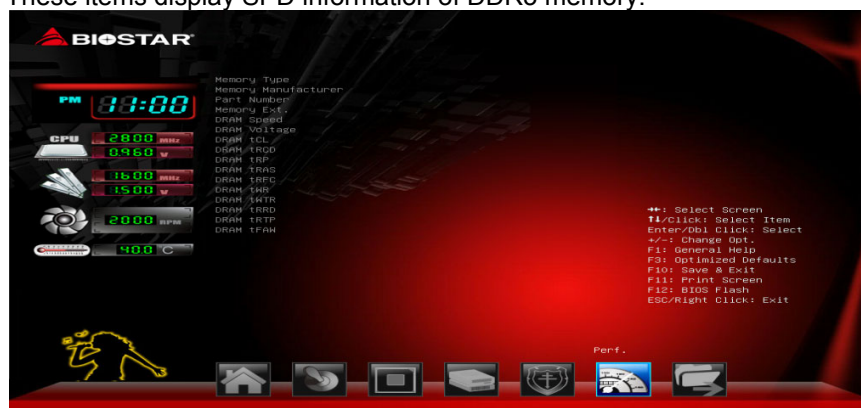 These items display SPD information of DDR3 memory.
BIOSTAR
PM 11:00
CPU 2800 MHz
0.960 V
1600 MHz
1.500 V
2000 RPM
40.0 C
Memory Type
Memory Manufacturer
Part Number
Memory Ext.
DRAM Speed
DRAM Voltage
DRAM tCL
DRAM tRCD
DRAM tRP
DRAM tRAS
DRAM tRFC
DRAM tWR
DRAM tWTR
DRAM tRRD
DRAM tRTP
DRAM tFAW
→←: Select Screen
↑↓/Click: Select Item
Enter/Dbl Click: Select
+/-: Change Opt.
F1: General Help
F3: Optimized Defaults
F10: Save & Exit
F11: Print Screen
F12: BIOS Flash
ESC/Right Click: Exit
Perf.